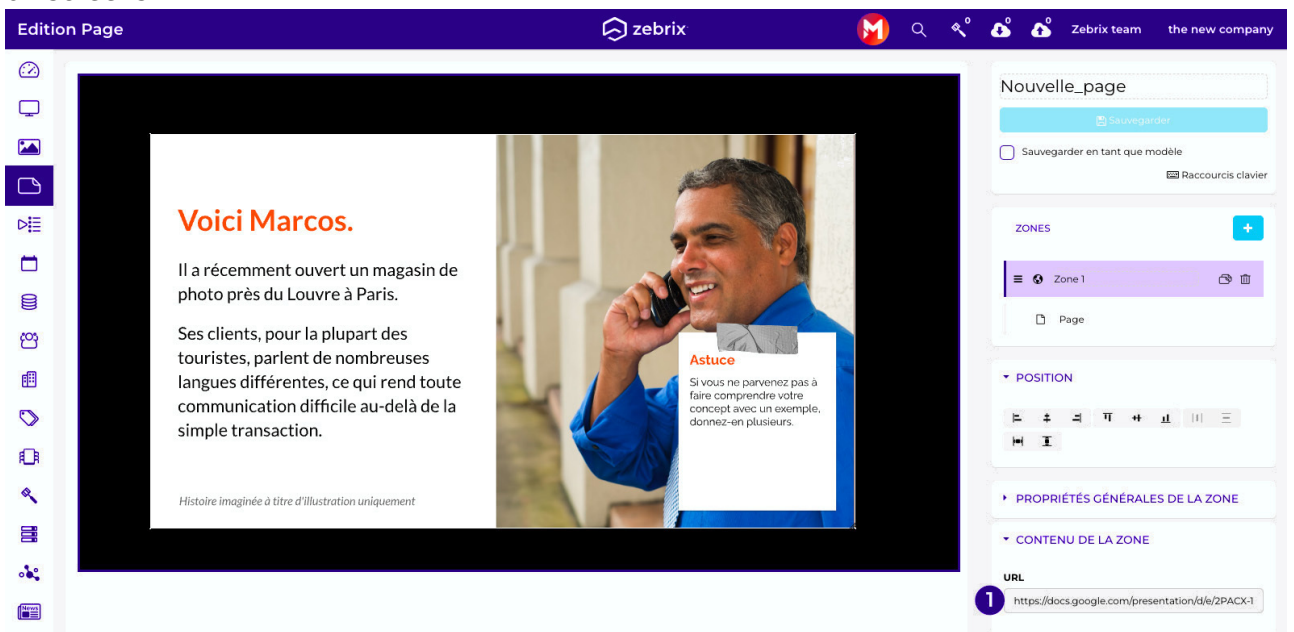 Edition Page
zebrix
0
0
0
Zebrix team
the new company
Voici Marcos.
Il a récemment ouvert un magasin de
photo près du Louvre à Paris.
Ses clients, pour la plupart des
touristes, parlent de nombreuses
langues différentes, ce qui rend toute
communication difficile au-delà de la
simple transaction.
Histoire imaginée à titre d'illustration uniquement
Astuce
Si vous ne parvenez pas à
faire comprendre votre
concept avec un exemple,
donnez-en plusieurs.
Nouvelle_page
Sauvegarder
Sauvegarder en tant que modèle
Raccourcis clavier
ZONES
Zone 1
Page
POSITION
PROPRIÉTÉS GÉNÉRALES DE LA ZONE
CONTENU DE LA ZONE
URL
1
https://docs.google.com/presentation/d/e/2PACX-1
News